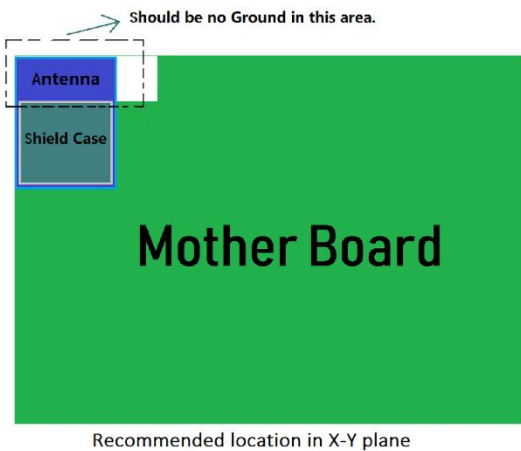 Should be no Ground in this area.
Antenna
Shield Case
Mother Board
Recommended location in X-Y plane